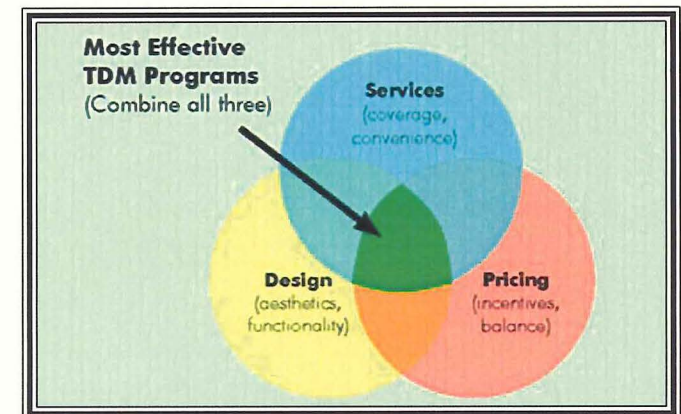 Most Effective
TDM Programs
(Combine all three)
Services
(coverage,
convenience)
Design
(aesthetics,
functionality)
Pricing
(incentives,
balance)